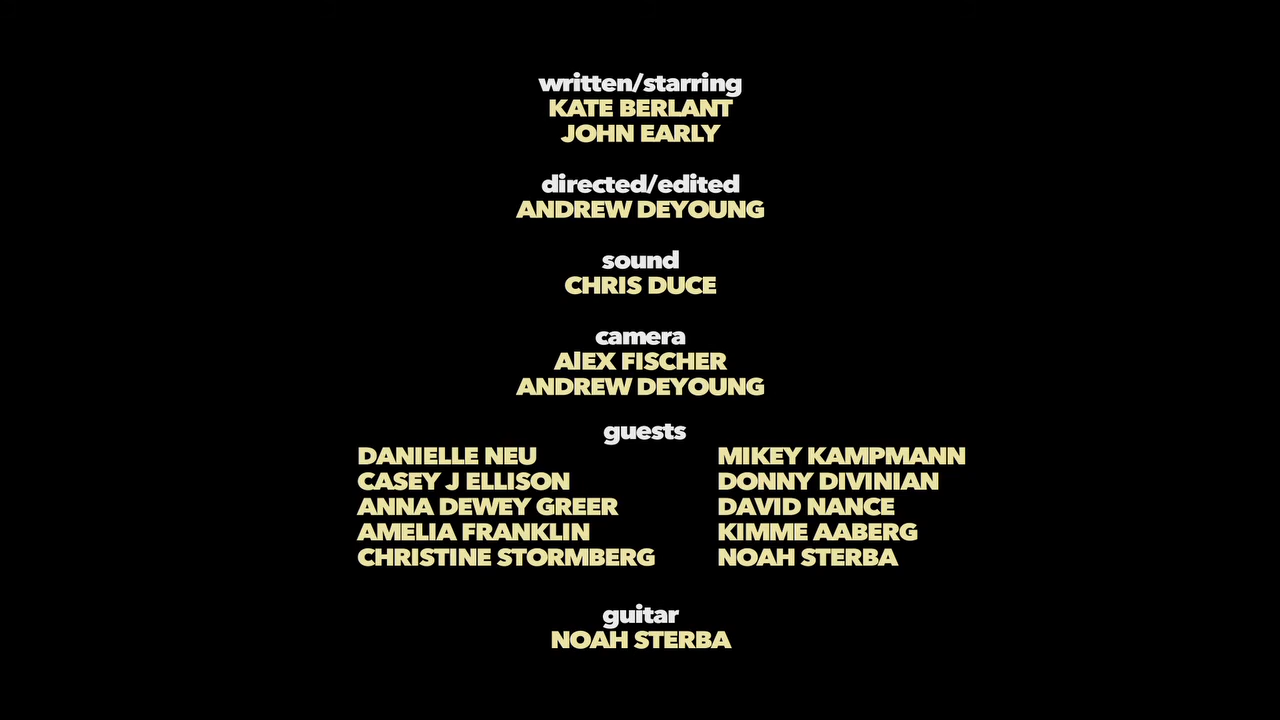 written/starring
KATE BERLANT
JOHN EARLY
directed/edited
ANDREW DEYOUNG
sound
CHRIS DUCE
camera
AlEX FISCHER
ANDREW DEYOUNG
guests
DANIELLE NEU
CASEY J ELLISON
ANNA DEWEY GREER
AMELIA FRANKLIN
CHRISTINE STORMBERG
MIKEY KAMPMANN
DONNY DIVINIAN
DAVID NANCE
KIMME AABERG
NOAH STERBA
guitar
NOAH STERBA